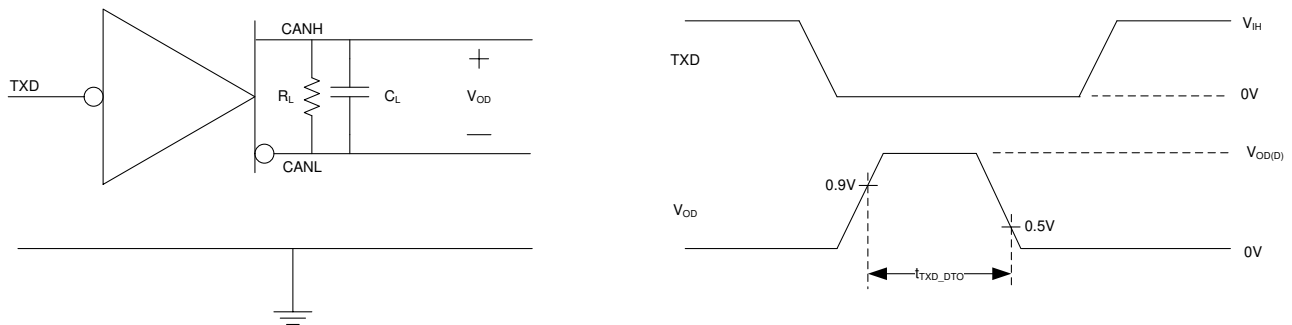 TXD
CANH
R_L
C_L
+
V_OD
—
CANL
TXD
V_IH
0V
V_OD(D)
0.9V
V_OD
0.5V
0V
t_TXD_DTO